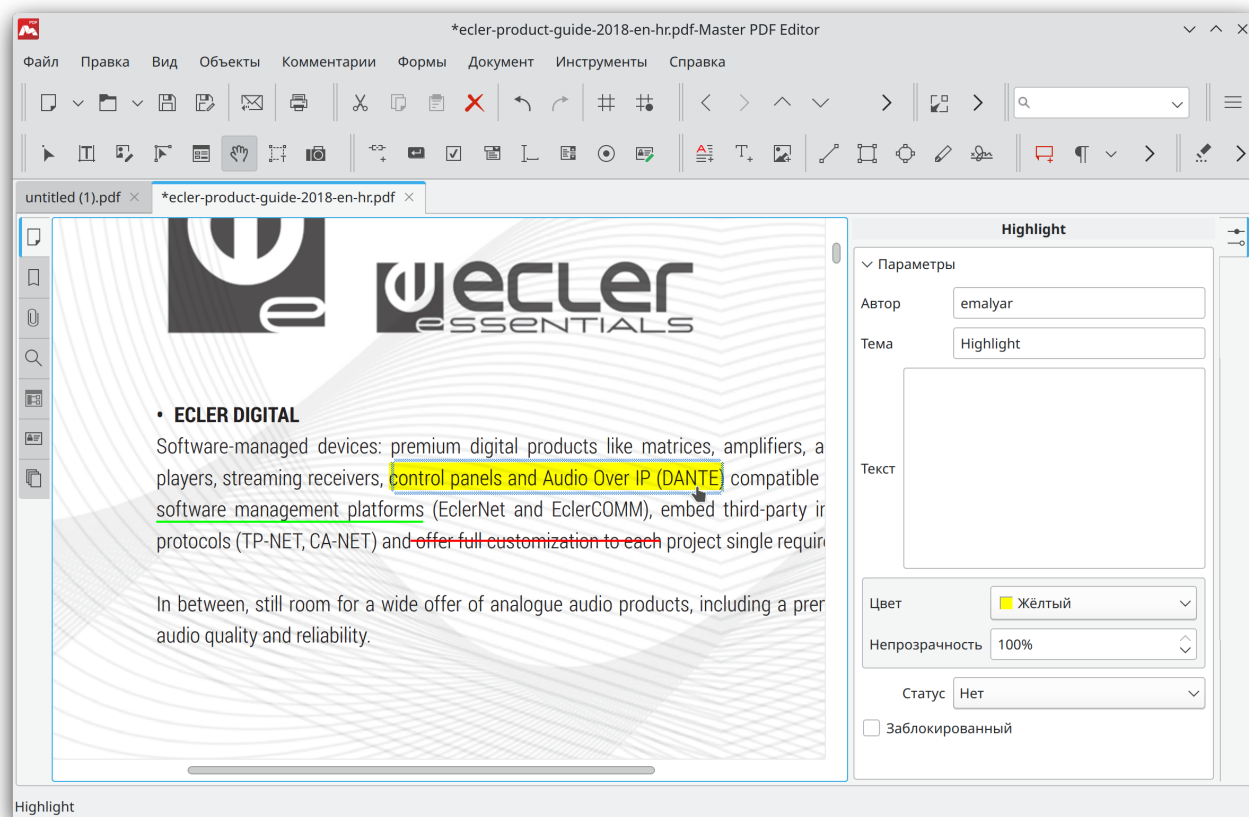 *ecler-product-guide-2018-en-hr.pdf-Master PDF Editor
Файл Правка Вид Объекты Комментарии Формы Документ Инструменты Справка
untitled (1).pdf *ecler-product-guide-2018-en-hr.pdf
ecler
essentials
• ECLER DIGITAL
Software-managed devices: premium digital products like matrices, amplifiers, a
players, streaming receivers, control panels and Audio Over IP (DANTE) compatible
software management platforms (EclerNet and EclerCOMM), embed third-party in
protocols (TP-NET, CA-NET) and offer full customization to each project single require
In between, still room for a wide offer of analogue audio products, including a prem
audio quality and reliability.
Highlight
Параметры
Автор emalyar
Тема Highlight
Текст
Цвет Жёлтый
Непрозрачность 100%
Статус Нет
Заблокированный
Highlight